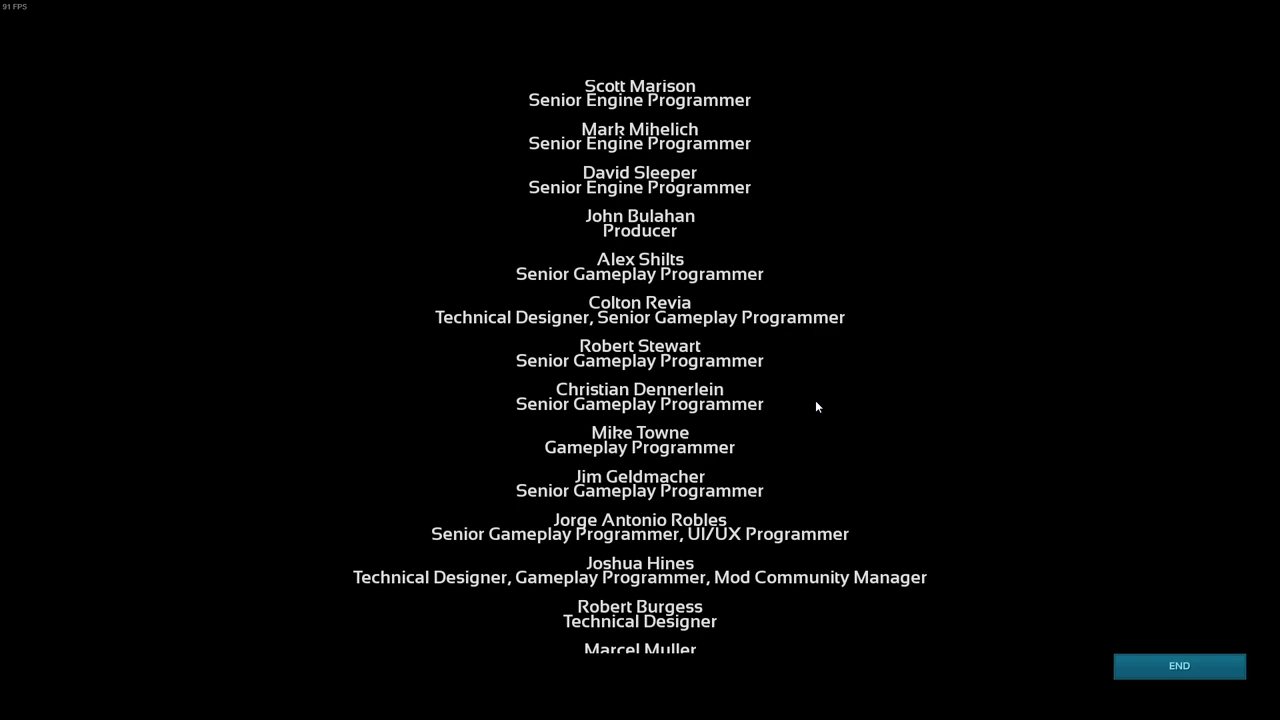 91 FPS
Scott Marison
Senior Engine Programmer
Mark Mihelich
Senior Engine Programmer
David Sleeper
Senior Engine Programmer
John Bulahan
Producer
Alex Shilts
Senior Gameplay Programmer
Colton Revia
Technical Designer, Senior Gameplay Programmer
Robert Stewart
Senior Gameplay Programmer
Christian Dennerlein
Senior Gameplay Programmer
Mike Towne
Gameplay Programmer
Jim Geldmacher
Senior Gameplay Programmer
Jorge Antonio Robles
Senior Gameplay Programmer, UI/UX Programmer
Joshua Hines
Technical Designer, Gameplay Programmer, Mod Community Manager
Robert Burgess
Technical Designer
Marcel Muller
END